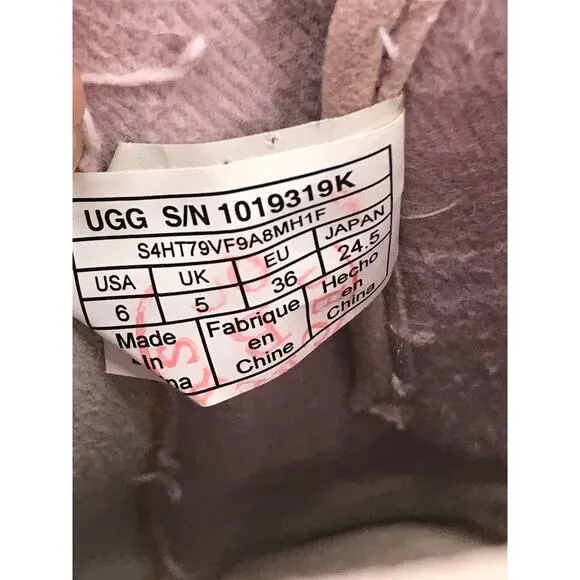 UGG S/N 1019319K
S4HT79VF9A8MH1F
USA UK EU JAPAN
6 5 36 24.5
Made Fabrique Hecho
In en en
na Chine China